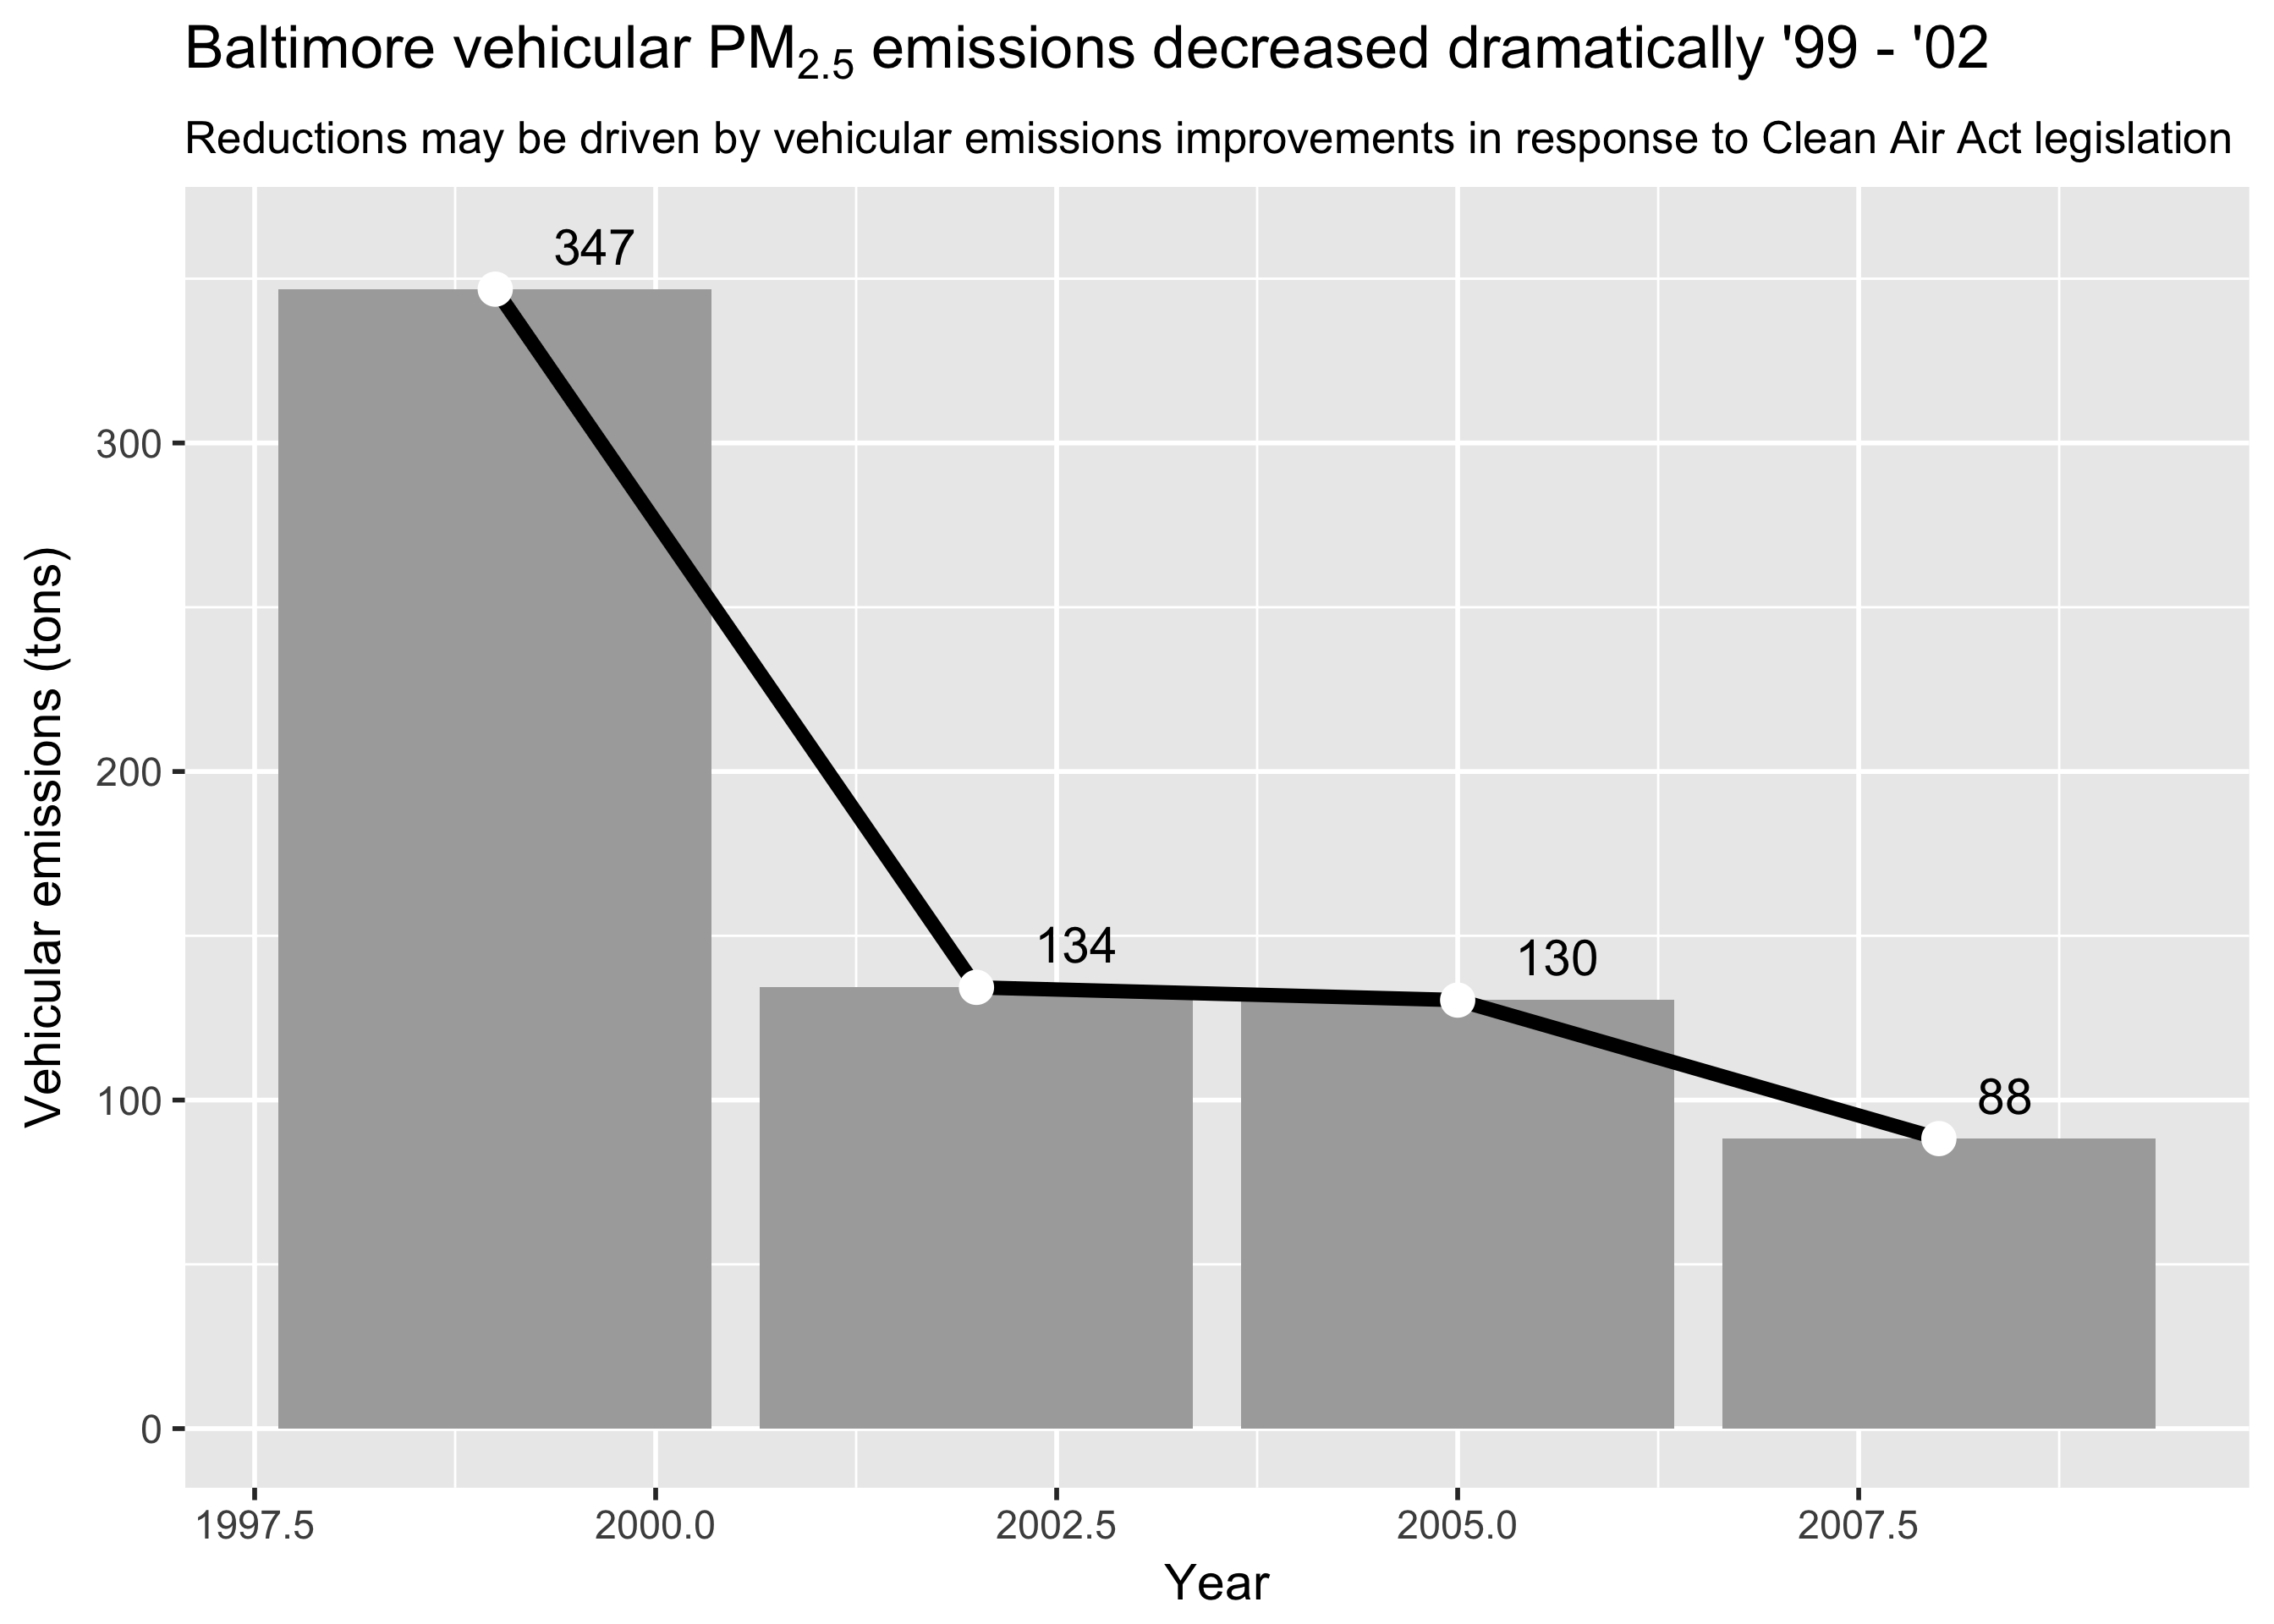 Baltimore vehicular PM2.5 emissions decreased dramatically '99 - '02
Reductions may be driven by vehicular emissions improvements in response to Clean Air Act legislation
347
300
Vehicular emissions (tons)
200
134
130
100
88
0
1997.5 2000.0 2002.5 2005.0 2007.5
Year